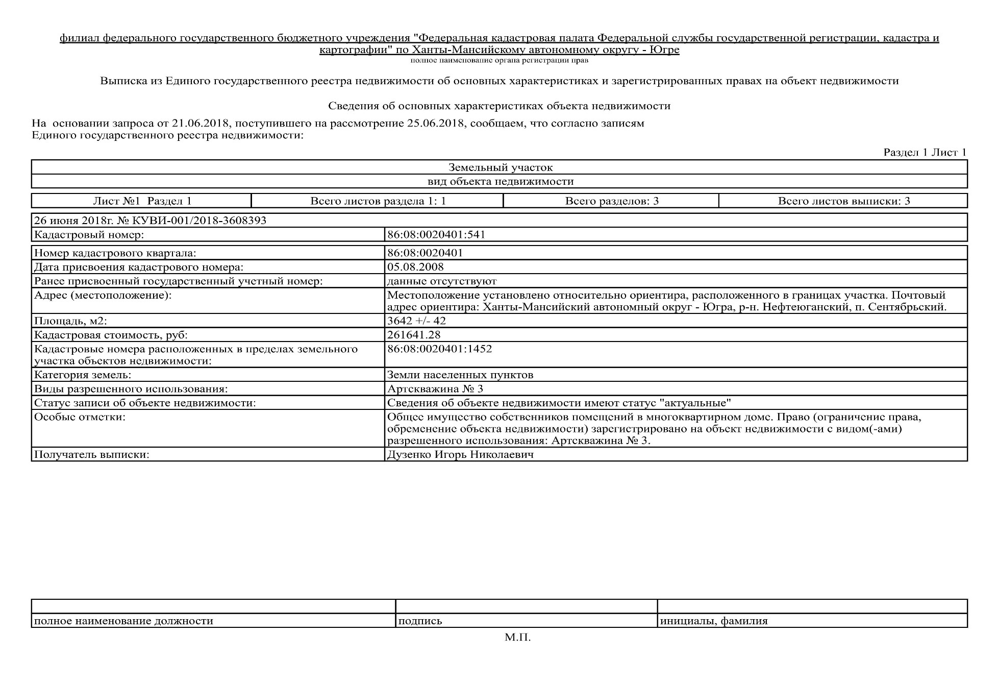 филиал федерального государственного бюджетного учреждения "Федеральная кадастровая палата Федеральной службы государственной регистрации, кадастра и
картографии" по Ханты-Мансийскому автономному округу - Югре
полное наименование органа регистрации прав
Выписка из Единого государственного реестра недвижимости об основных характеристиках и зарегистрированных правах на объект недвижимости
Сведения об основных характеристиках объекта недвижимости
На основании запроса от 21.06.2018, поступившего на рассмотрение 25.06.2018, сообщаем, что согласно записям
Единого государственного реестра недвижимости:
Раздел 1 Лист 1
Земельный участок
вид объекта недвижимости
Лист №1 Раздел 1 Всего листов раздела 1: 1 Всего разделов: 3 Всего листов выписки: 3
26 июня 2018г. № КУВИ-001/2018-3608393
Кадастровый номер: 86:08:0020401:541
Номер кадастрового квартала: 86:08:0020401
Дата присвоения кадастрового номера: 05.08.2008
Ранее присвоенный государственный учетный номер: данные отсутствуют
Адрес (местоположение): Местоположение установлено относительно ориентира, расположенного в границах участка. Почтовый
адрес ориентира: Ханты-Мансийский автономный округ - Югра, р-н. Нефтеюганский, п. Сентябрьский.
Площадь, м2: 3642 +/- 42
Кадастровая стоимость, руб: 261641.28
Кадастровые номера расположенных в пределах земельного 86:08:0020401:1452
участка объектов недвижимости:
Категория земель: Земли населенных пунктов
Виды разрешенного использования: Артскважина № 3
Статус записи об объекте недвижимости: Сведения об объекте недвижимости имеют статус "актуальные"
Особые отметки: Общее имущество собственников помещений в многоквартирном доме. Право (ограничение права,
обременение объекта недвижимости) зарегистрировано на объект недвижимости с видом(-ами)
разрешенного использования: Артскважина № 3.
Получатель выписки: Дузенко Игорь Николаевич
полное наименование должности подпись инициалы, фамилия
М.П.